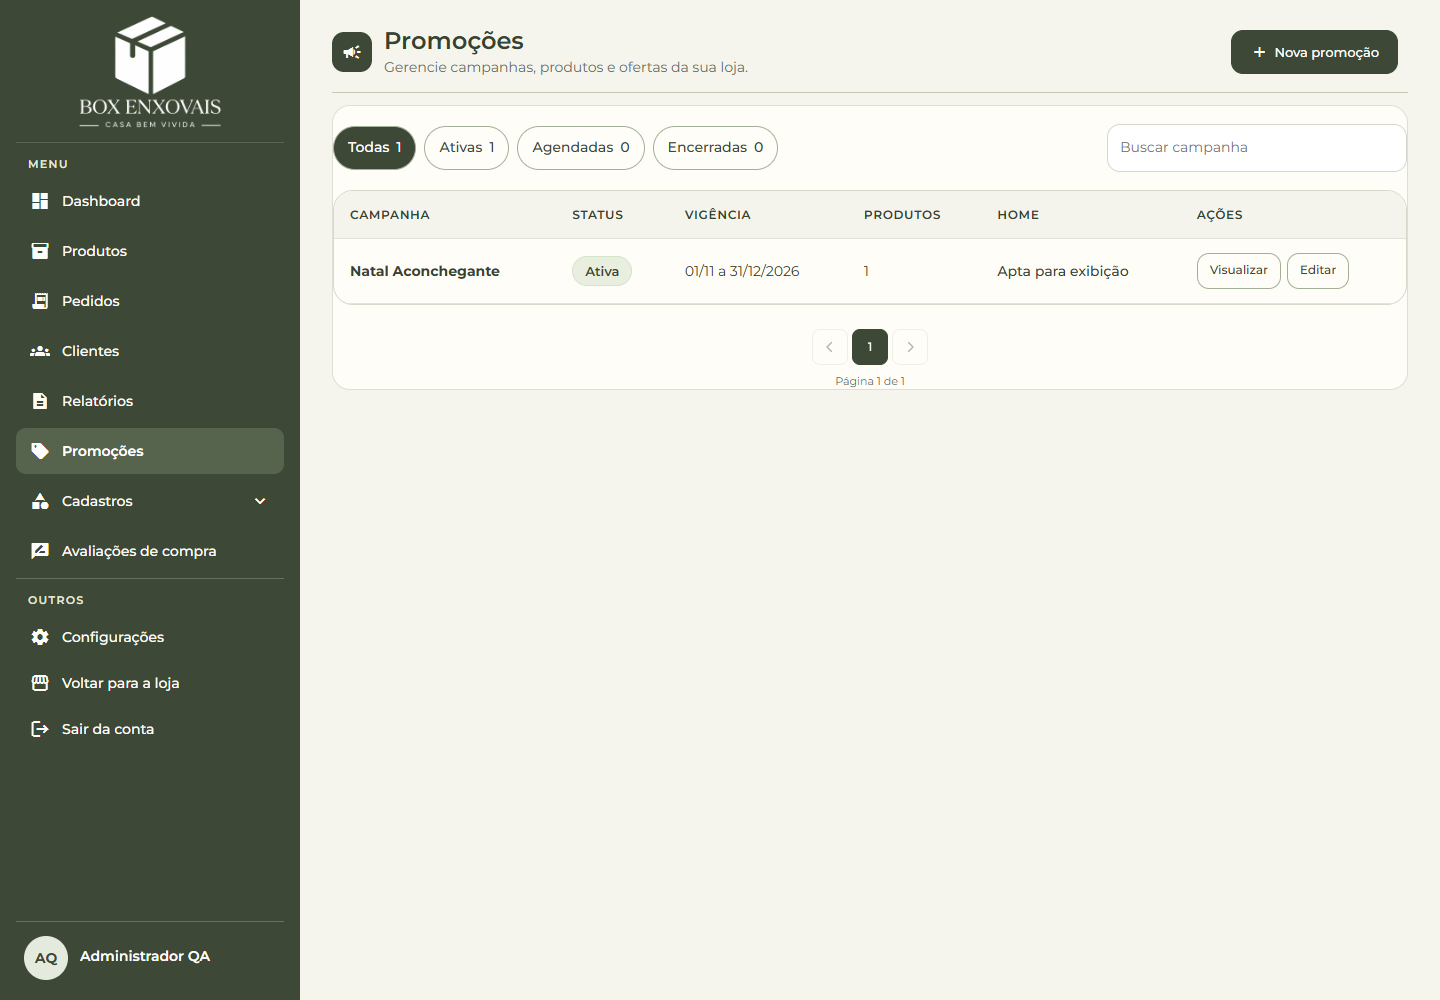 BOX ENXOVAIS
CASA BEM VIVIDA
MENU
Dashboard
Produtos
Pedidos
Clientes
Relatórios
Promoções
Cadastros
Avaliações de compra
OUTROS
Configurações
Voltar para a loja
Sair da conta
AQ Administrador QA
Promoções
Gerencie campanhas, produtos e ofertas da sua loja.
+ Nova promoção
Todas 1 Ativas 1 Agendadas 0 Encerradas 0 Buscar campanha
CAMPANHA STATUS VIGÊNCIA PRODUTOS HOME AÇÕES
Natal Aconchegante Ativa 01/11 a 31/12/2026 1 Apta para exibição Visualizar Editar
1
Página 1 de 1